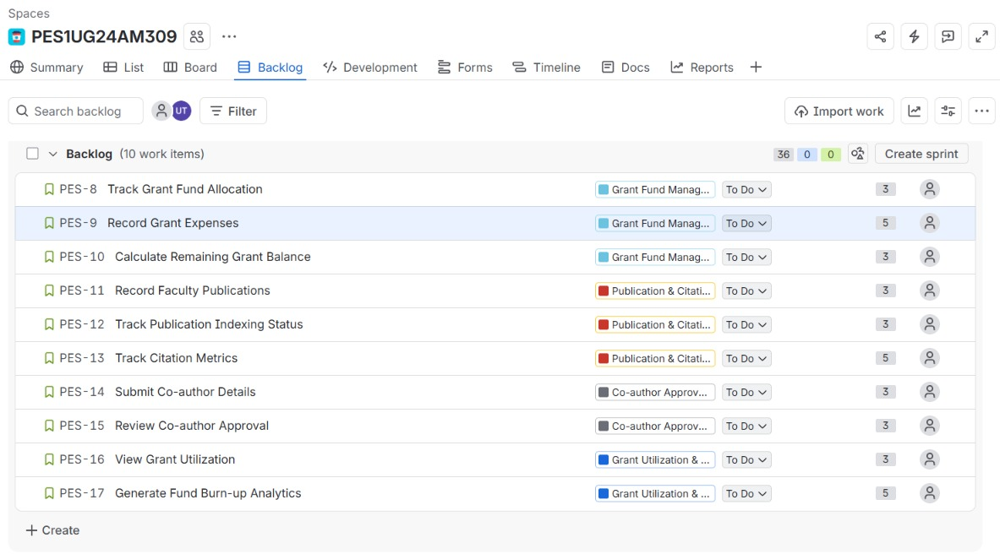 Spaces
PES1UG24AM309
Summary List Board Backlog Development Forms Timeline Docs Reports
Search backlog UT Filter Import work
Backlog (10 work items) 36 0 0 Create sprint
PES-8 Track Grant Fund Allocation Grant Fund Manag... To Do 3
PES-9 Record Grant Expenses Grant Fund Manag... To Do 5
PES-10 Calculate Remaining Grant Balance Grant Fund Manag... To Do 3
PES-11 Record Faculty Publications Publication & Citati... To Do 3
PES-12 Track Publication Indexing Status Publication & Citati... To Do 3
PES-13 Track Citation Metrics Publication & Citati... To Do 5
PES-14 Submit Co-author Details Co-author Approv... To Do 3
PES-15 Review Co-author Approval Co-author Approv... To Do 3
PES-16 View Grant Utilization Grant Utilization & ... To Do 3
PES-17 Generate Fund Burn-up Analytics Grant Utilization & ... To Do 5
+ Create